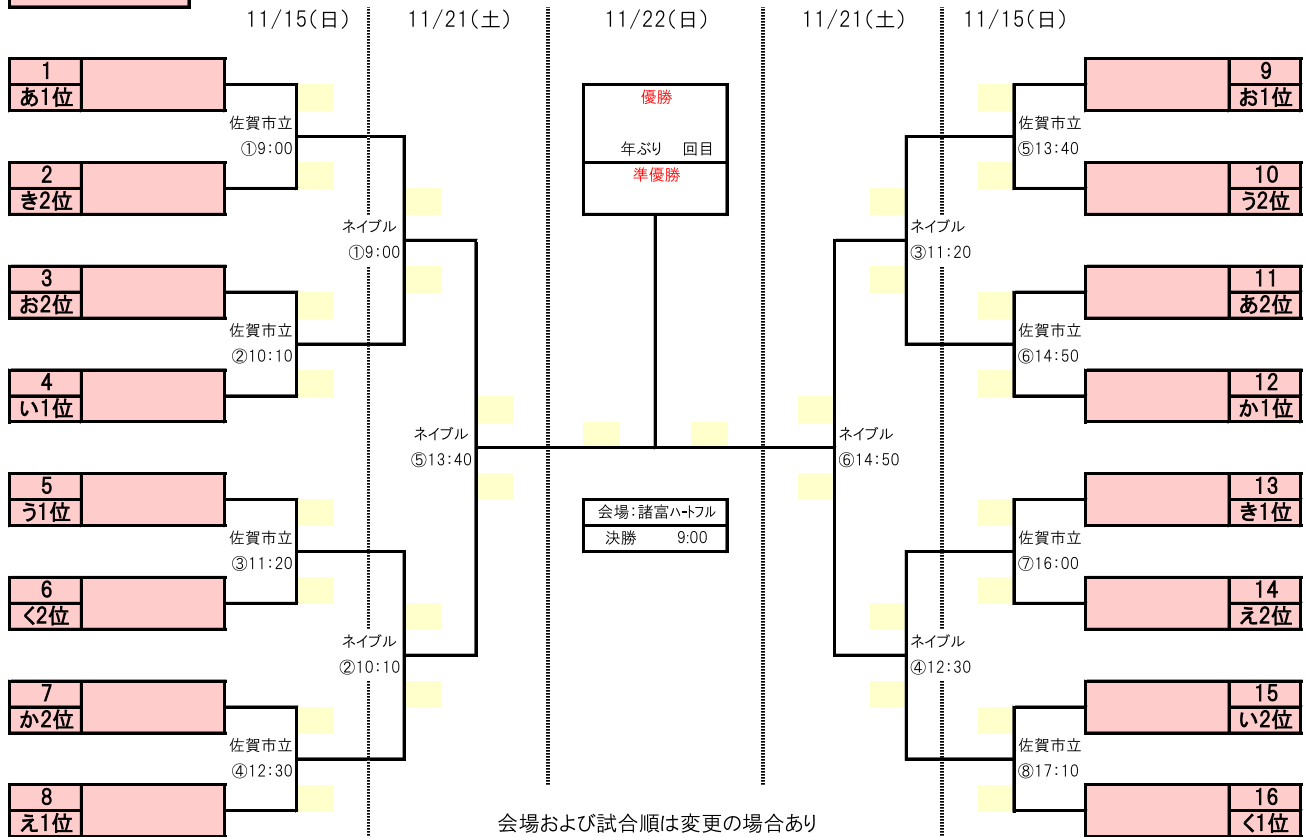 11/15(日)
11/21(土)
11/22(日)
11/21(土)
11/15(日)
1
あ1位
佐賀市立
①9:00
2
き2位
ネイブル
①9:00
3
お2位
佐賀市立
②10:10
4
い1位
ネイブル
⑤13:40
5
う1位
佐賀市立
③11:20
6
く2位
ネイブル
②10:10
7
か2位
佐賀市立
④12:30
8
え1位
優勝
年ぶり 回目
準優勝
会場:諸富ハートフル
決勝 9:00
9
お1位
佐賀市立
⑤13:40
10
う2位
ネイブル
③11:20
11
あ2位
佐賀市立
⑥14:50
12
か1位
ネイブル
⑥14:50
13
き1位
佐賀市立
⑦16:00
14
え2位
ネイブル
④12:30
15
い2位
佐賀市立
⑧17:10
16
く1位
会場および試合順は変更の場合あり